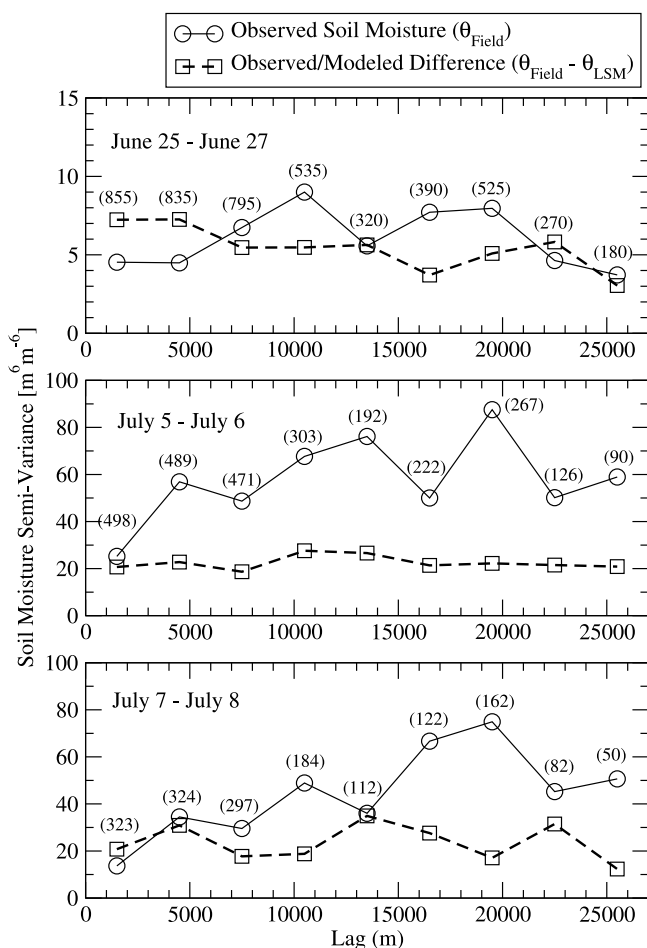 Observed Soil Moisture (θField)
Observed/Modeled Difference (θField - θLSM)
15
June 25 - June 27
(855) (835) (795) (535) (320) (390) (525) (270) (180)
10
5
0
0 5000 10000 15000 20000 25000
Soil Moisture Semi-Variance [m⁶ m⁻⁶]
100
July 5 - July 6
(498) (489) (471) (303) (192) (222) (267) (126) (90)
80
60
40
20
0
0 5000 10000 15000 20000 25000
100
July 7 - July 8
(323) (324) (297) (184) (112) (122) (162) (82) (50)
80
60
40
20
0
0 5000 10000 15000 20000 25000
Lag (m)